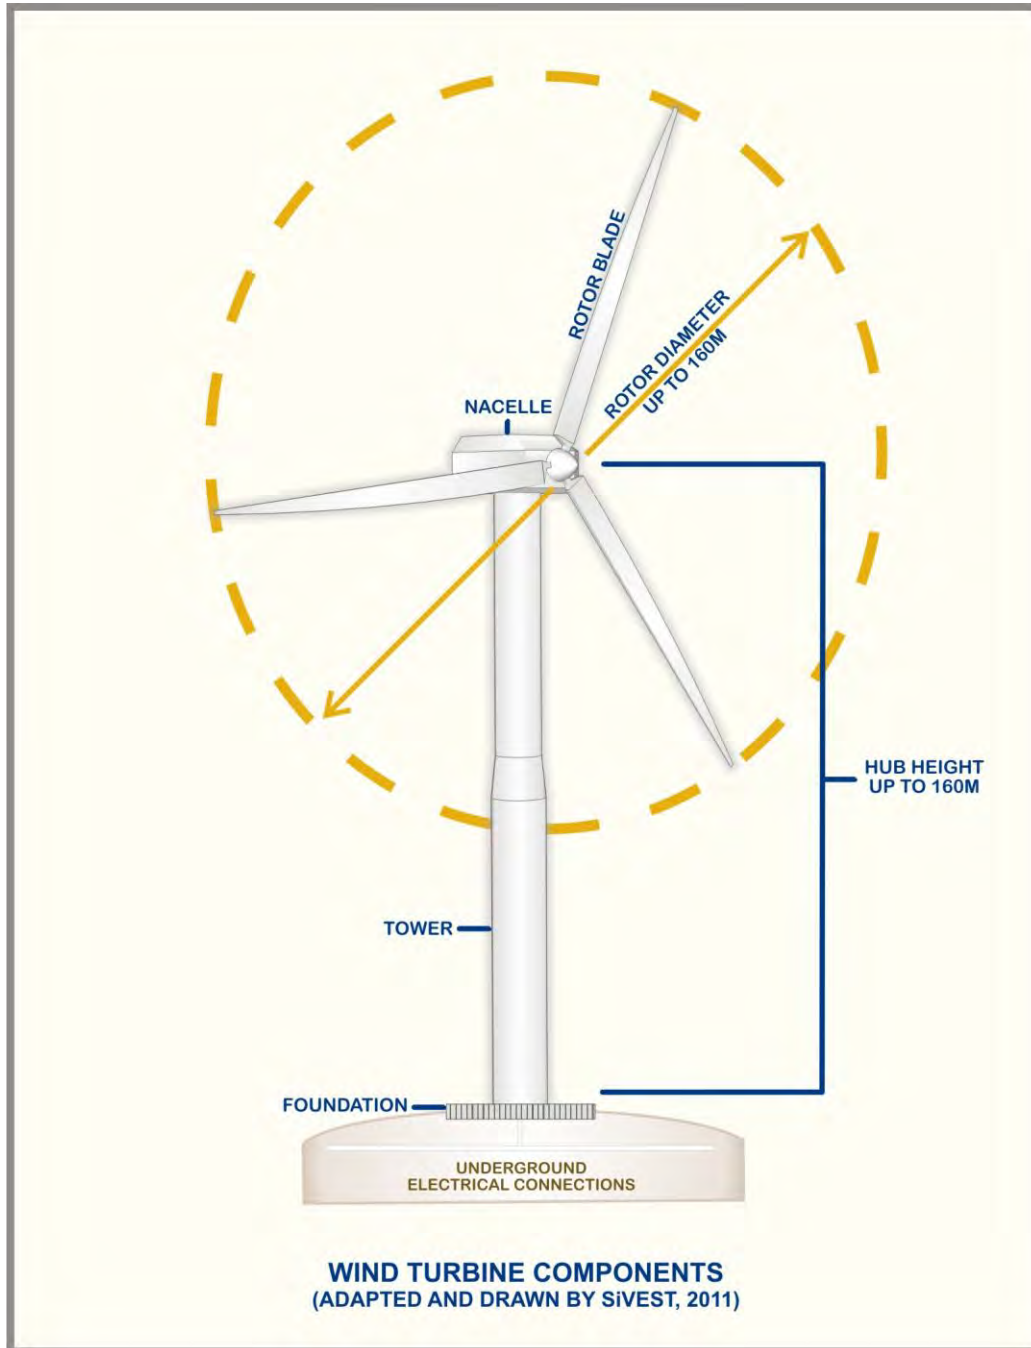 ROTOR BLADE
ROTOR DIAMETER
UP TO 160M
NACELLE
HUB HEIGHT
UP TO 160M
TOWER
FOUNDATION
UNDERGROUND
ELECTRICAL CONNECTIONS
WIND TURBINE COMPONENTS
(ADAPTED AND DRAWN BY SiVEST, 2011)